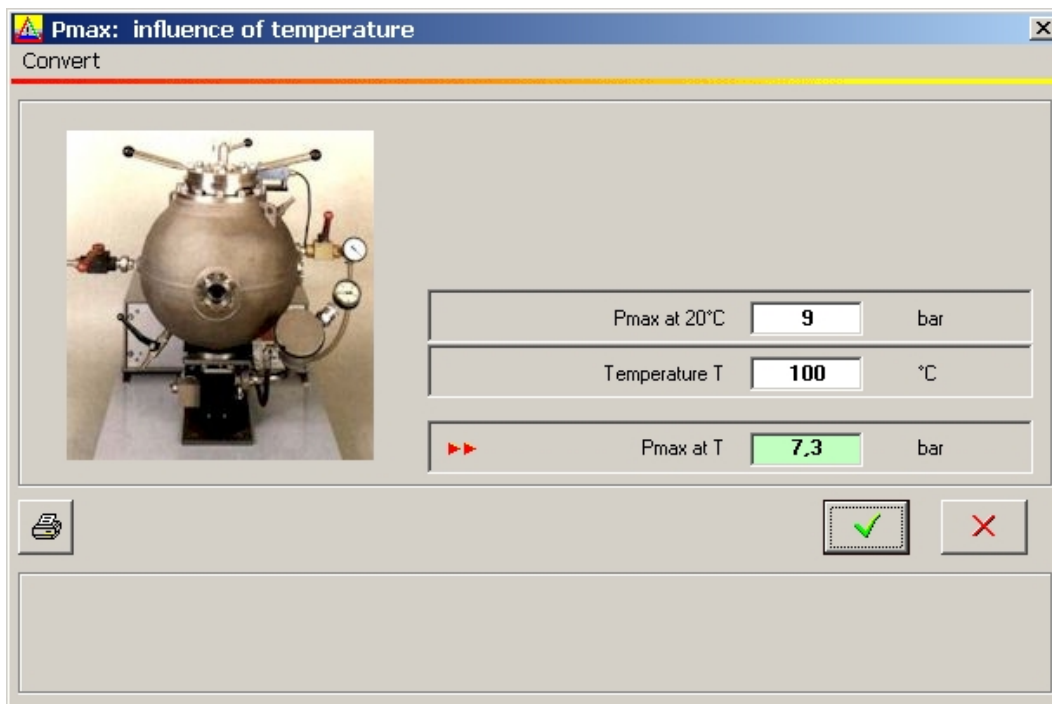 Pmax:  influence of temperature
Convert
Pmax at 20°C 9 bar
Temperature T 100 °C
Pmax at T 7,3 bar